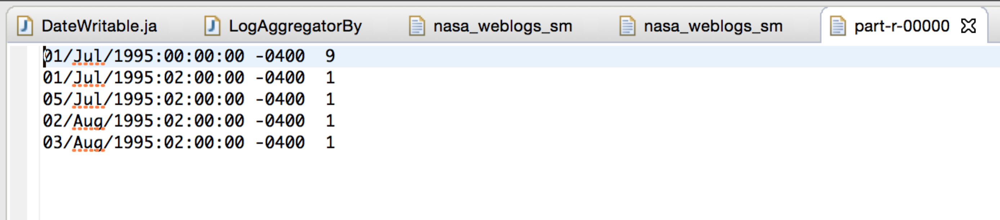 DateWritable.ja LogAggregatorBy nasa_weblogs_sm nasa_weblogs_sm part-r-00000
01/Jul/1995:00:00:00 -0400 9
01/Jul/1995:02:00:00 -0400 1
05/Jul/1995:02:00:00 -0400 1
02/Aug/1995:02:00:00 -0400 1
03/Aug/1995:02:00:00 -0400 1